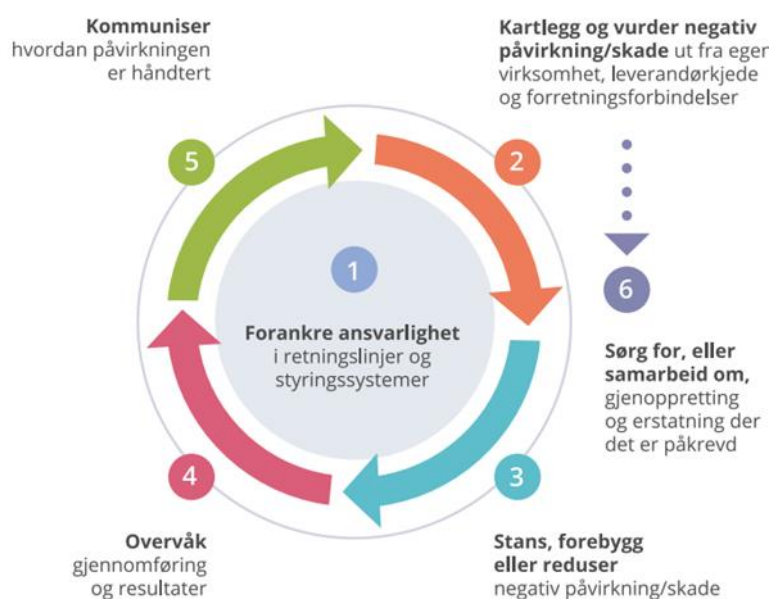 Kommuniser
hvordan påvirkningen
er håndtert
Kartlegg og vurder negativ
påvirkning/skade ut fra egen
virksomhet, leverandørkjede
og forretningsforbindelser
5
2
1
Forankre ansvarlighet
i retningslinjer og
styringssystemer
6
Sørg for, eller
samarbeid om,
gjenoppretting
og erstatning der
det er påkrevd
4
3
Overvåk
gjennomføring
og resultater
Stans, forebygg
eller reduser
negativ påvirkning/skade